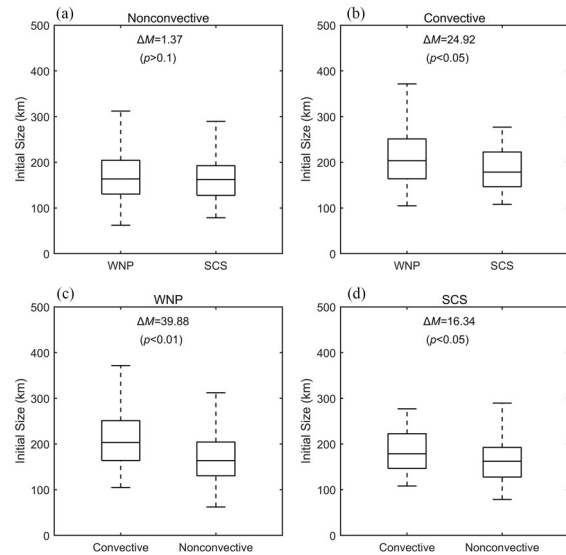 (a)
Nonconvective
ΔM=1.37
(p>0.1)
Initial Size (km)
500
400
300
200
100
0
WNP
SCS
(b)
Convective
ΔM=24.92
(p<0.05)
Initial Size (km)
500
400
300
200
100
0
WNP
SCS
(c)
WNP
ΔM=39.88
(p<0.01)
Initial Size (km)
500
400
300
200
100
0
Convective
Nonconvective
(d)
SCS
ΔM=16.34
(p<0.05)
Initial Size (km)
500
400
300
200
100
0
Convective
Nonconvective